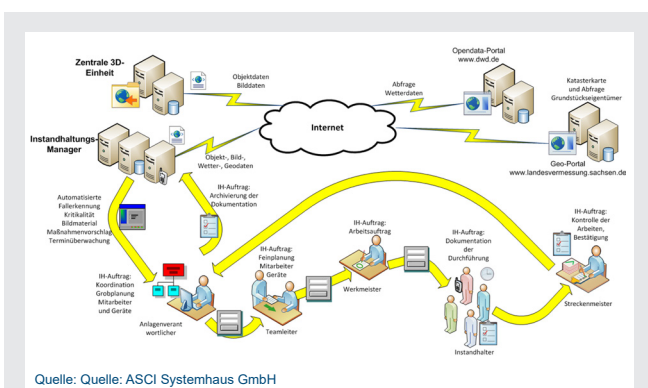 Zentrale 3D-
Einheit
Objektdaten
Bilddaten
Abfrage
Wetterdaten
Opendata-Portal
www.dwd.de
Katasterkarte
und Abfrage
Grundstückseigentümer
Internet
Instandhaltungs-
Manager
Objekt-, Bild-,
Wetter-, Geodaten
Geo-Portal
www.landesvermessung.sachsen.de
Automatisierte
Fallerkennung
Kritikalität
Bildmaterial
Maßnahmenvorschlag
Terminüberwachung
IH-Auftrag:
Archivierung der
Dokumentation
IH-Auftrag:
Koordination
Grobplanung
Mitarbeiter
und Geräte
Anlagenverant
wortlicher
IH-Auftrag:
Feinplanung
Mitarbeiter
Geräte
Teamleiter
IH-Auftrag:
Arbeitsauftrag
Werkmeister
IH-Auftrag:
Dokumentation
der
Durchführung
Instandhalter
IH-Auftrag:
Kontrolle der
Arbeiten,
Bestätigung
Streckenmeister
Quelle: Quelle: ASCI Systemhaus GmbH